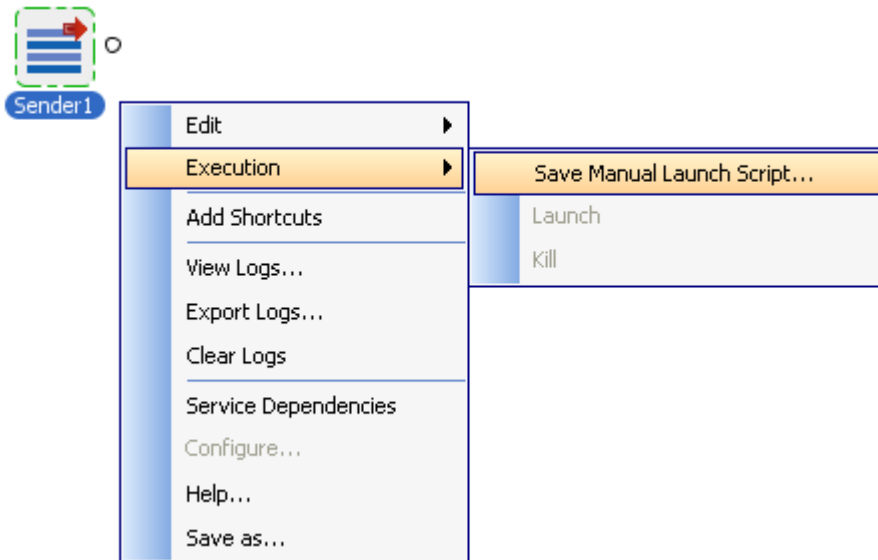 Sender1
Edit
Execution
Save Manual Launch Script...
Launch
Kill
Add Shortcuts
View Logs...
Export Logs...
Clear Logs
Service Dependencies
Configure...
Help...
Save as...